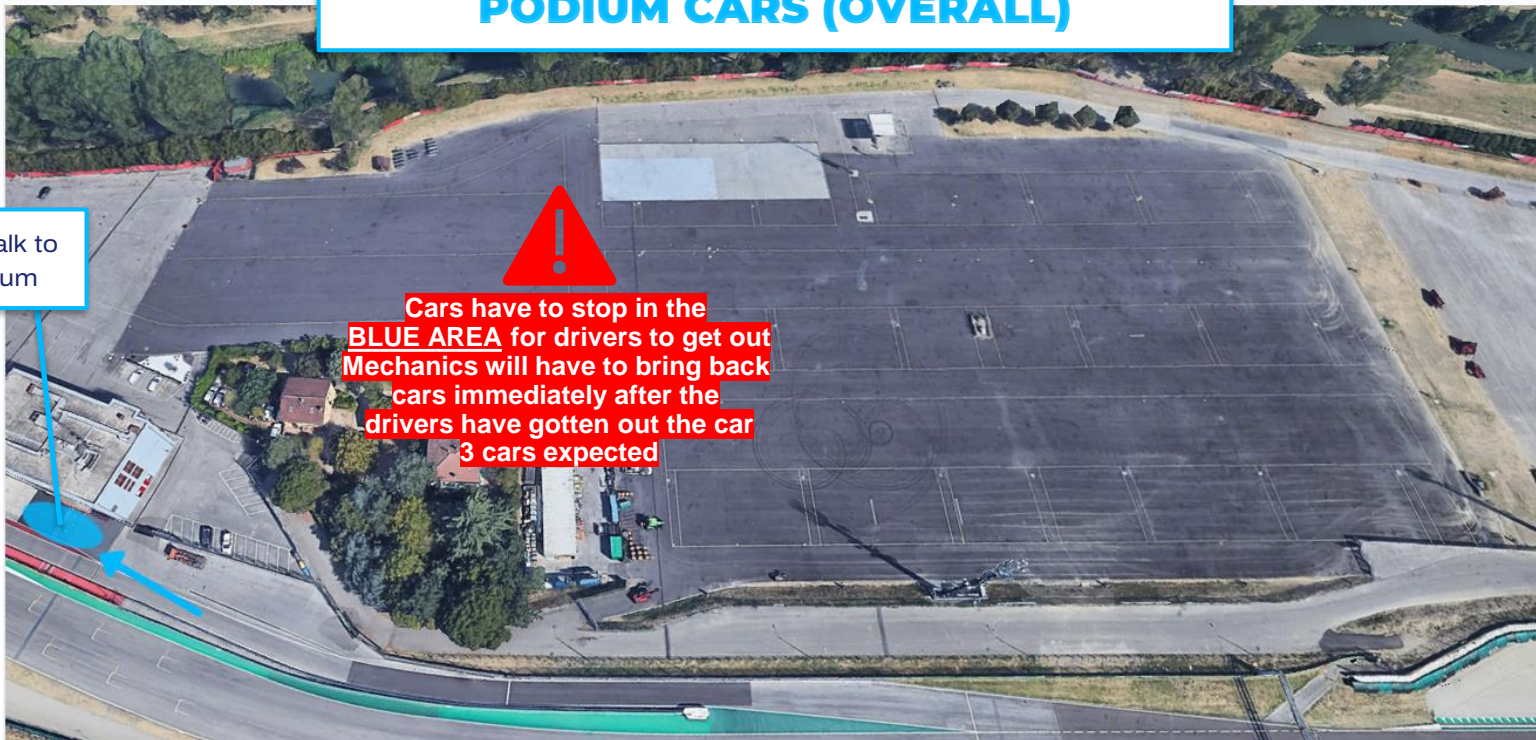 PODIUM CARS (OVERALL)
alk to
um
Cars have to stop in the
BLUE AREA for drivers to get out
Mechanics will have to bring back
cars immediately after the
drivers have gotten out the car
3 cars expected